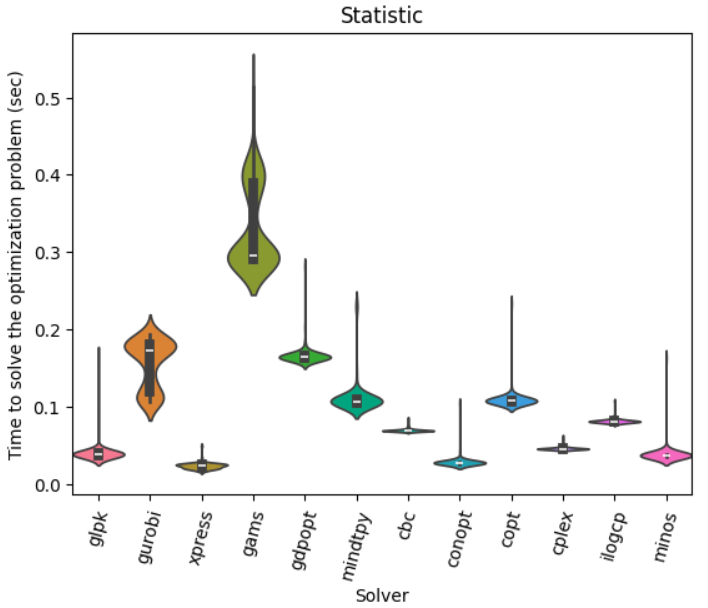 Statistic
Time to solve the optimization problem (sec)
0.5
0.4
0.3
0.2
0.1
0.0
glpk
gurobi
xpress
gams
gdpopt
mindtpy
cbc
conopt
copt
cplex
ilogcp
minos
Solver